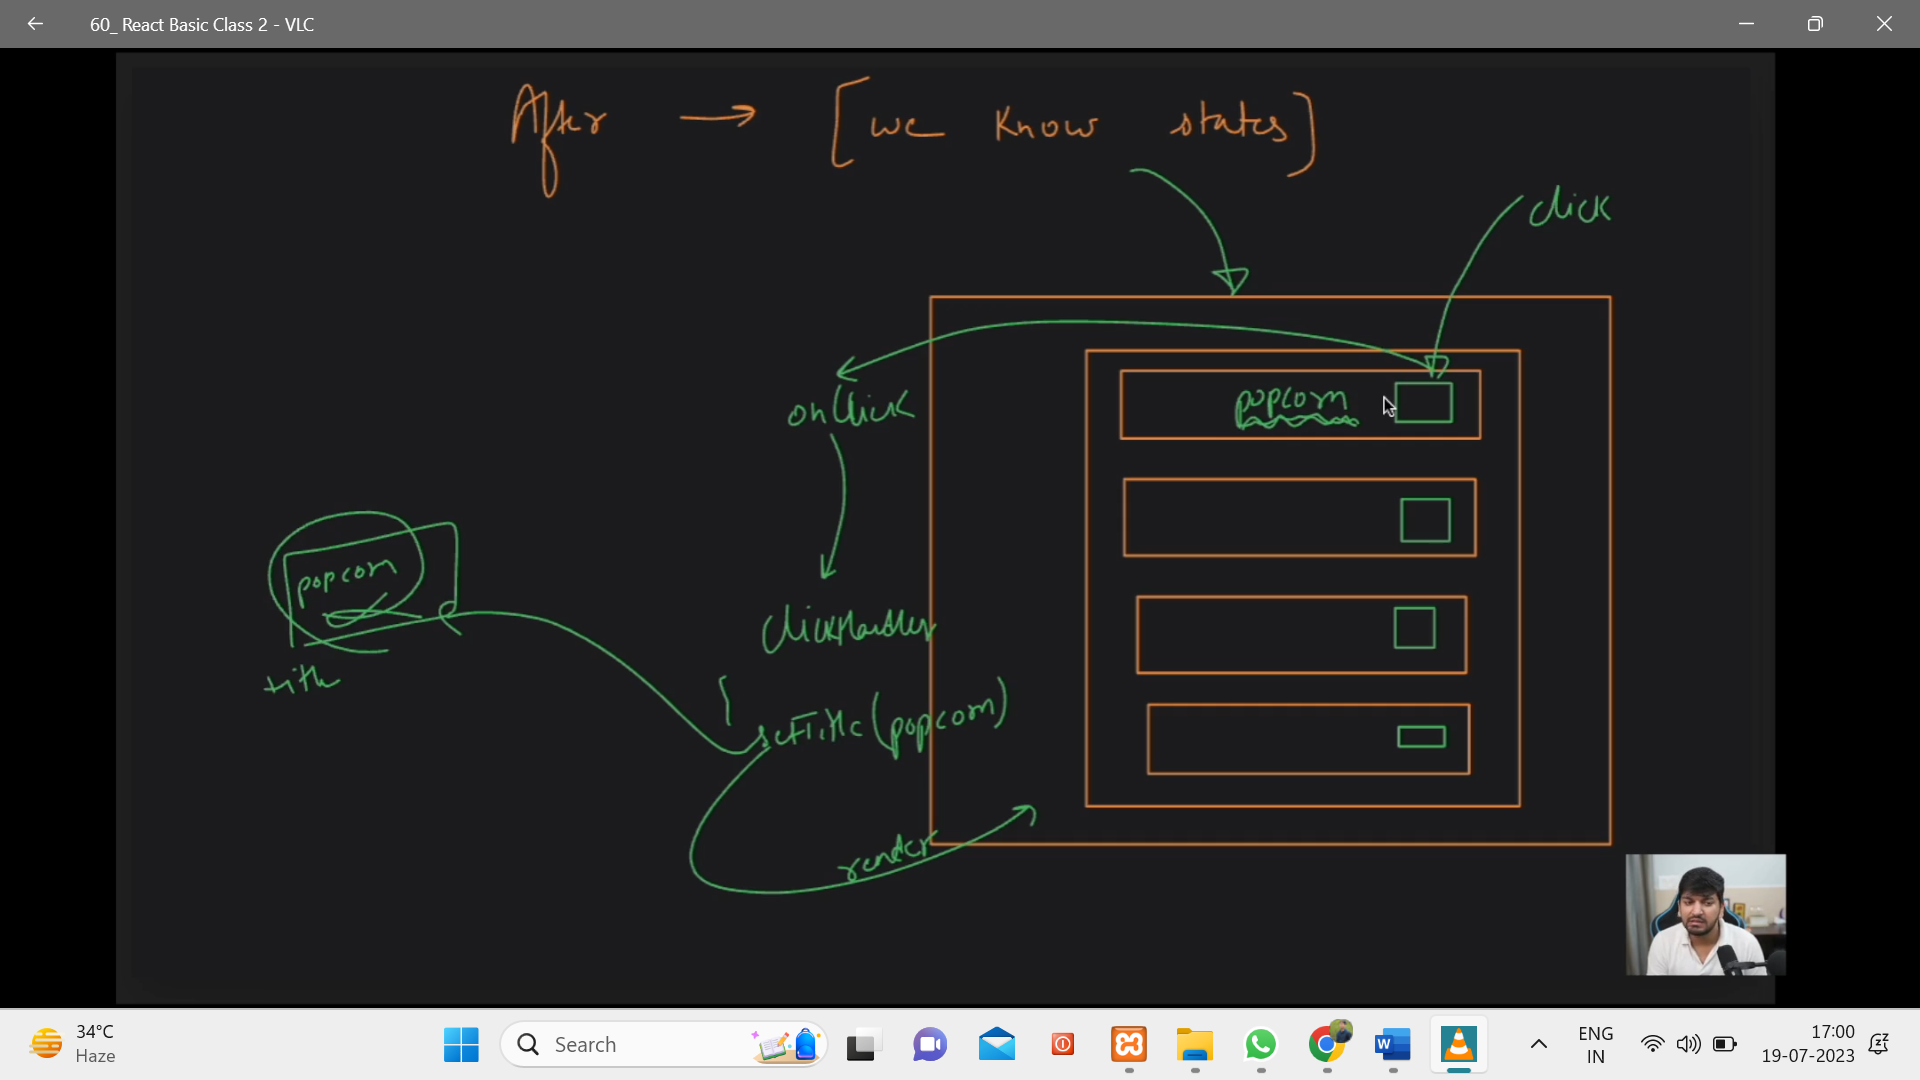 60_ React Basic Class 2 - VLC
After → [we know states]
click
popcorn
onClick
popcorn
clickHandler
title
setTitle(popcorn)
render
34°C
Haze
Search
ENG
IN
17:00
19-07-2023